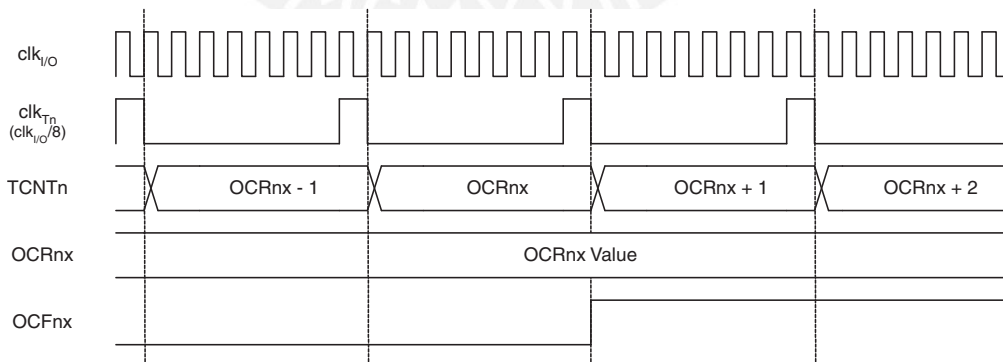 clkI/O
clkTn
(clkI/O/8)
TCNTn OCRnx - 1 OCRnx OCRnx + 1 OCRnx + 2
OCRnx OCRnx Value
OCFnx